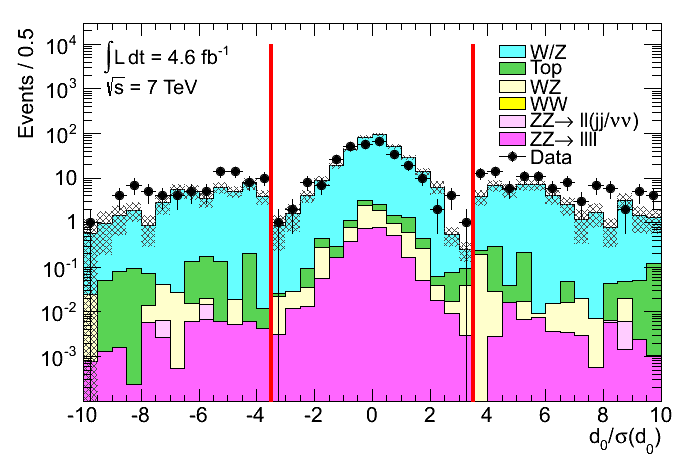 ∫L dt = 4.6 fb⁻¹
√s = 7 TeV
W/Z
Top
WZ
WW
ZZ→ ll(jj/νν)
ZZ→ llll
Data
Events / 0.5
10⁴
10³
10²
10
1
10⁻¹
10⁻²
10⁻³
-10 -8 -6 -4 -2 0 2 4 6 8 10
d₀/σ(d₀)